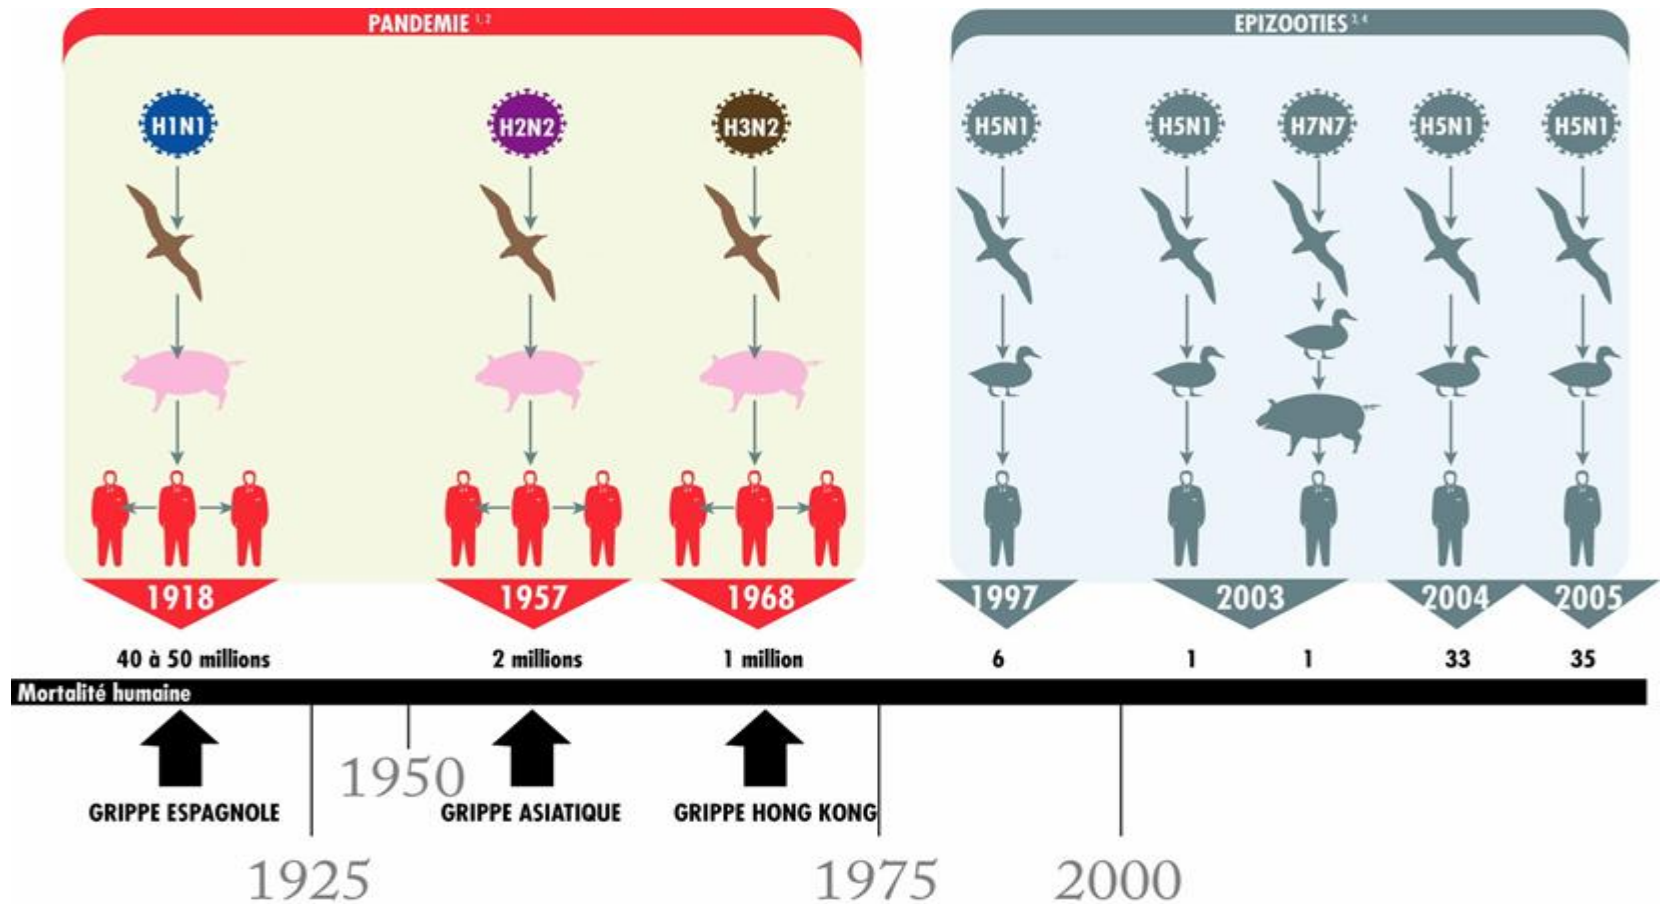 PANDEMIE 1, 2
EPIZOOTIES 3, 4
H1N1
H2N2
H3N2
H5N1
H5N1
H7N7
H5N1
H5N1
1918
1957
1968
1997
2003
2004
2005
40 à 50 millions
2 millions
1 million
6
1
1
33
35
Mortalité humaine
1950
GRIPPE ESPAGNOLE
GRIPPE ASIATIQUE
GRIPPE HONG KONG
1925
1975
2000